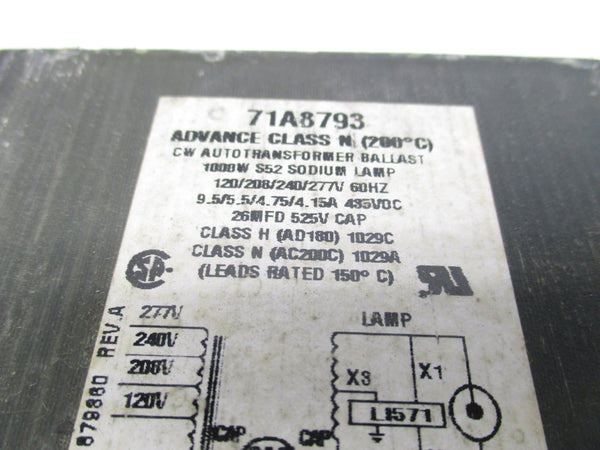 71A8793
ADVANCE CLASS N (200°C)
CW AUTOTRANSFORMER BALLAST
1000W S52 SODIUM LAMP
120/208/240/277V 60HZ
9.5/5.5/4.75/4.15A 485VOC
26MFD 525V CAP
CLASS H (AD180) 1029C
CLASS N (AC200C) 1029A
(LEADS RATED 150° C)
277V
240V
208V
120V
REV.A
LAMP
X3
X1
LI571
CAP
CAP